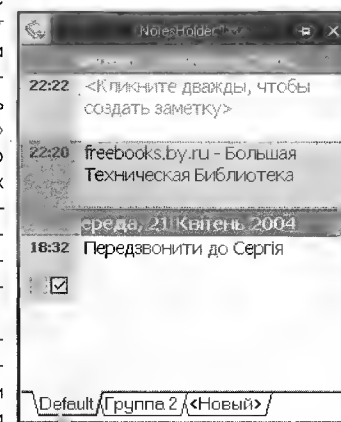 NotesHolder
22:22 <Кликните дважды, чтобы
создать заметку>
22:20 freebooks.by.ru - Большая
Техническая Библиотека
среда, 21 Квітень 2004
18:32 Передзвонити до Сергія
Default Группа 2 <Новый>